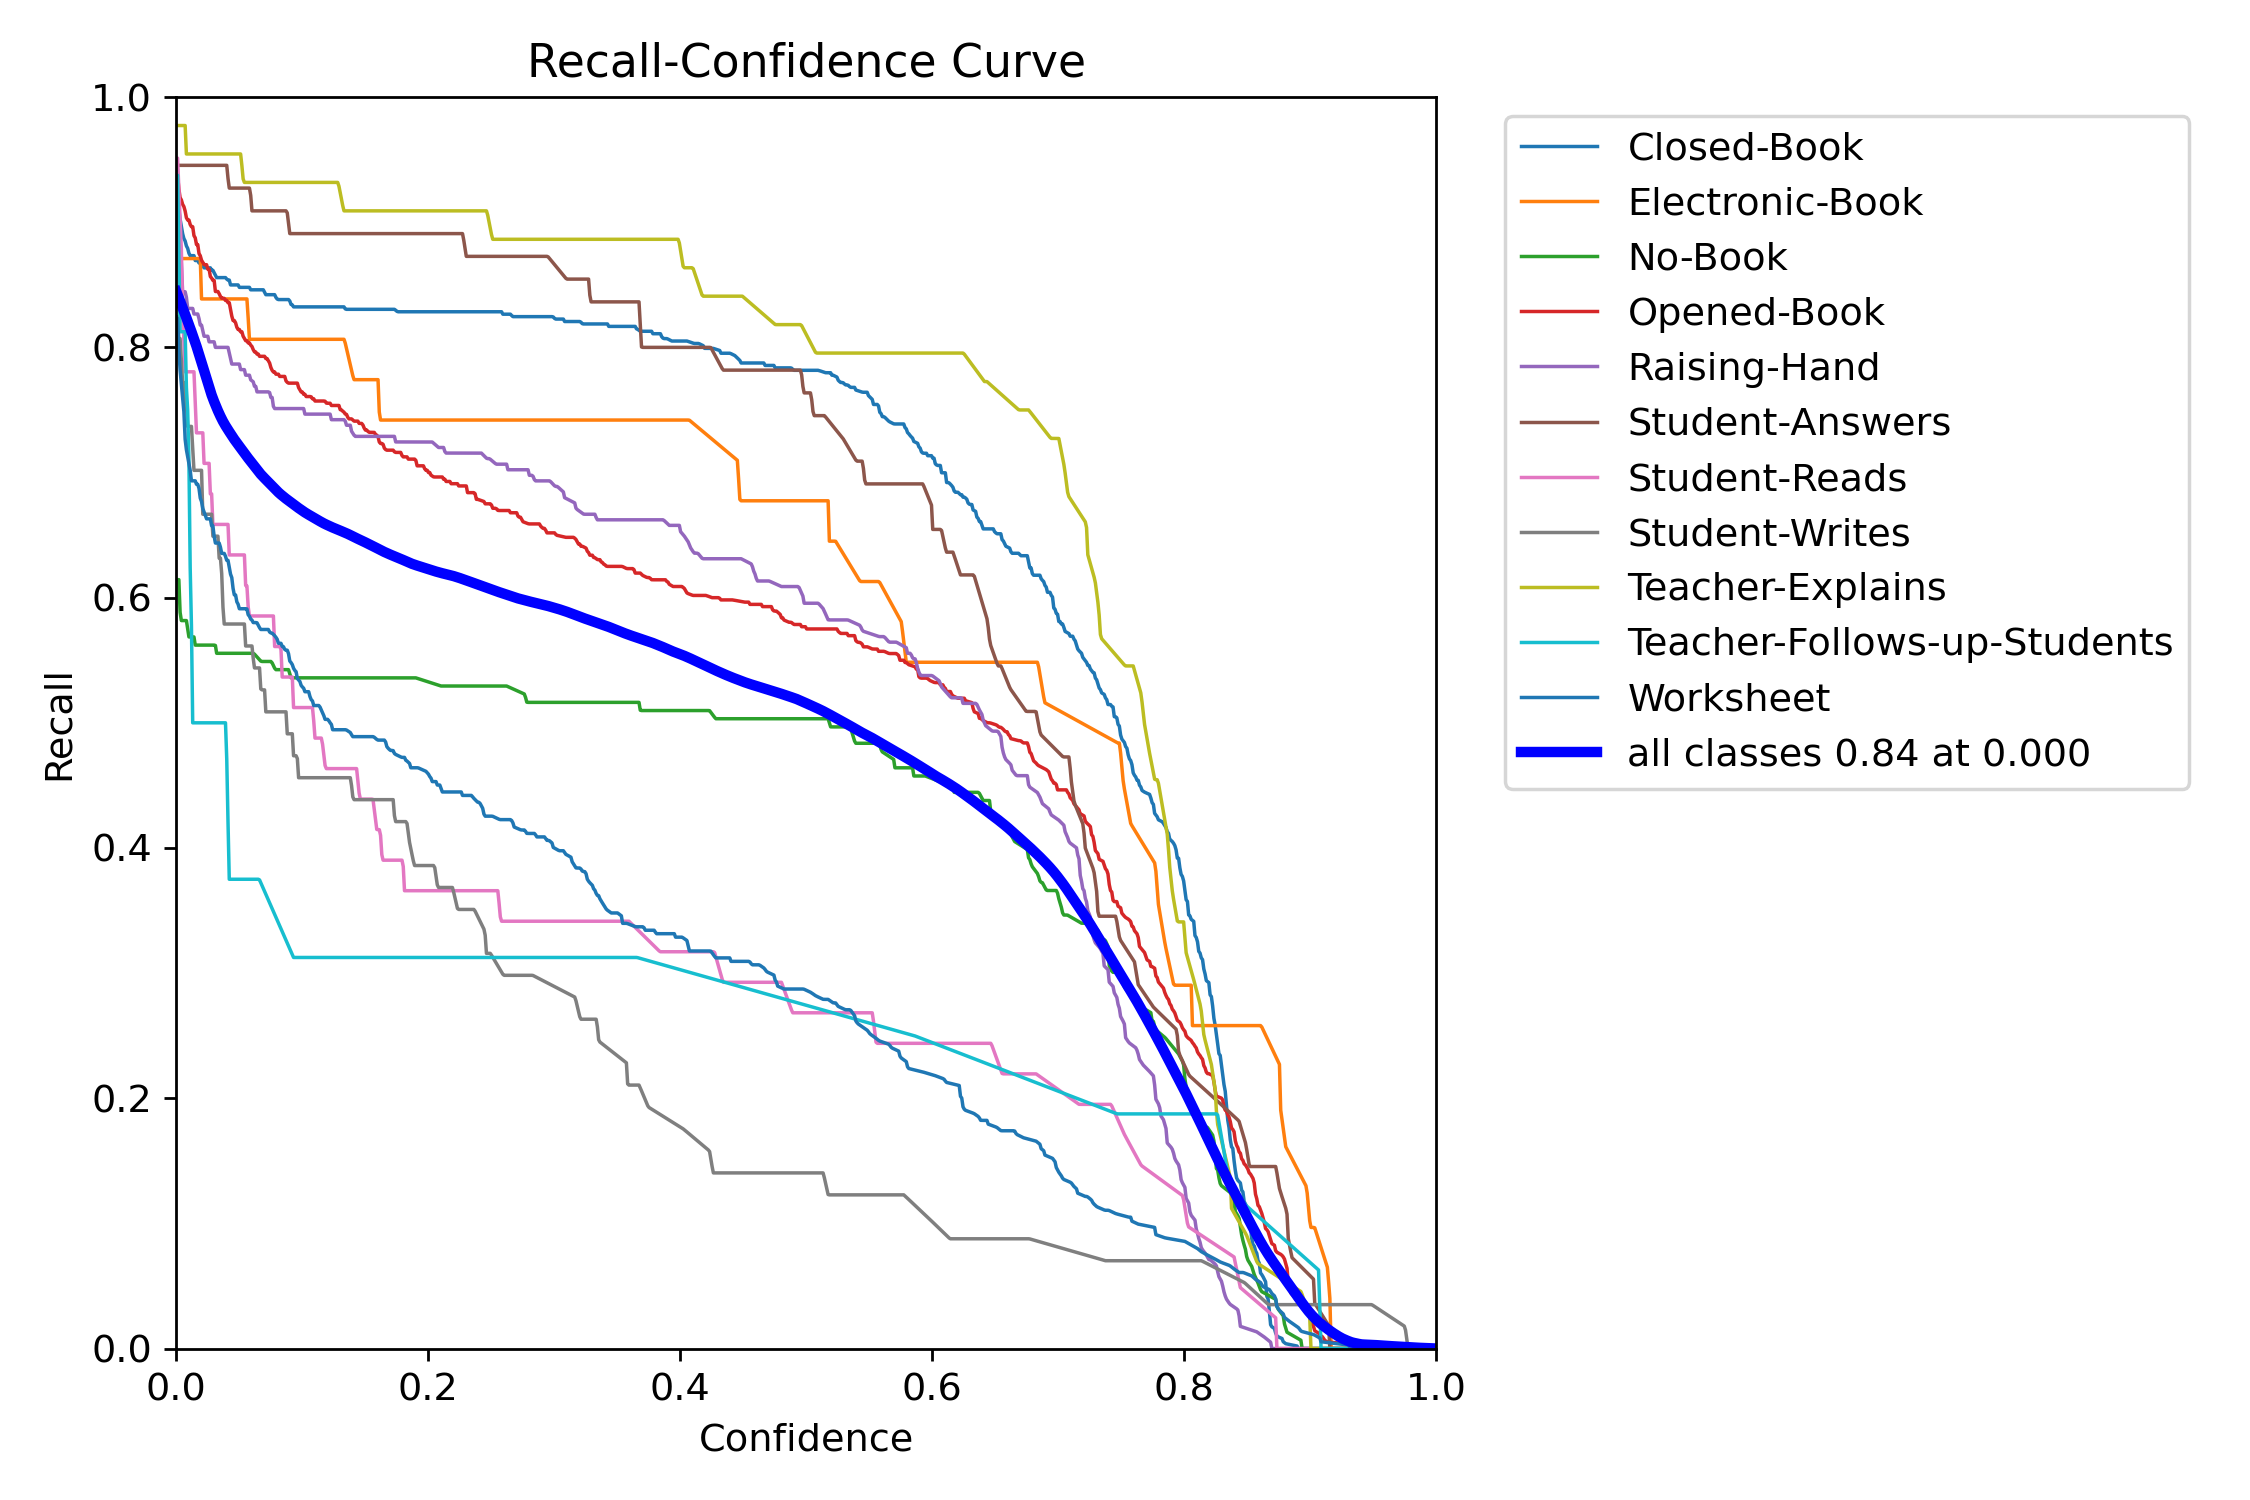 Recall-Confidence Curve
1.0
0.8
0.6
0.4
0.2
0.0
Recall
0.0 0.2 0.4 0.6 0.8 1.0
Confidence
Closed-Book
Electronic-Book
No-Book
Opened-Book
Raising-Hand
Student-Answers
Student-Reads
Student-Writes
Teacher-Explains
Teacher-Follows-up-Students
Worksheet
all classes 0.84 at 0.000